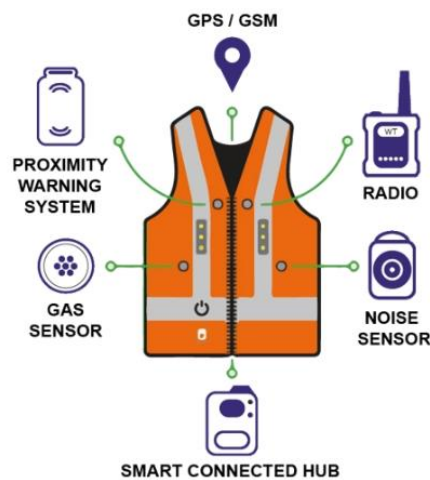 GPS / GSM
PROXIMITY
WARNING
SYSTEM
WT
RADIO
GAS
SENSOR
NOISE
SENSOR
SMART CONNECTED HUB